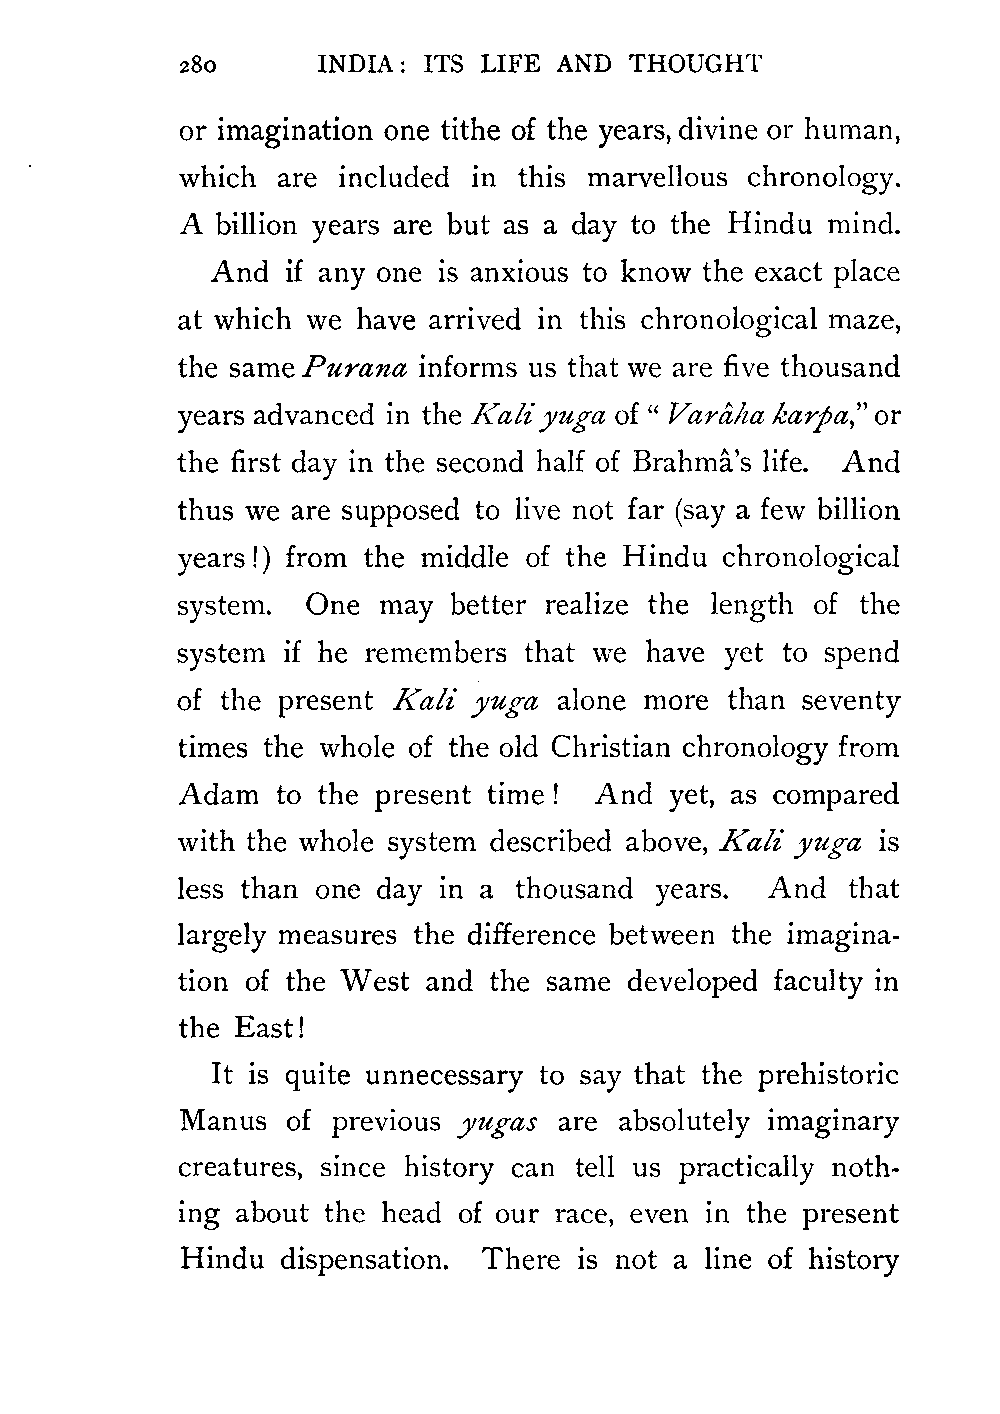 280 INDIA: ITS LIFE AND THOUGHT
or imagination one tithe of the years, divine or human,
which are included in this marvellous chronology.
A billion years are but as a day to the Hindu mind.
And if any one is anxious to know the exact place
at which we have arrived in this chronological maze,
the same Purana informs us that we are five thousand
years advanced in the Kali yuga of “ Varâha karpa,” or
the first day in the second half of Brahmâ’s life. And
thus we are supposed to live not far (say a few billion
years!) from the middle of the Hindu chronological
system. One may better realize the length of the
system if he remembers that we have yet to spend
of the present Kali yuga alone more than seventy
times the whole of the old Christian chronology from
Adam to the present time! And yet, as compared
with the whole system described above, Kali yuga is
less than one day in a thousand years. And that
largely measures the difference between the imagina-
tion of the West and the same developed faculty in
the East!
It is quite unnecessary to say that the prehistoric
Manus of previous yugas are absolutely imaginary
creatures, since history can tell us practically noth-
ing about the head of our race, even in the present
Hindu dispensation. There is not a line of history